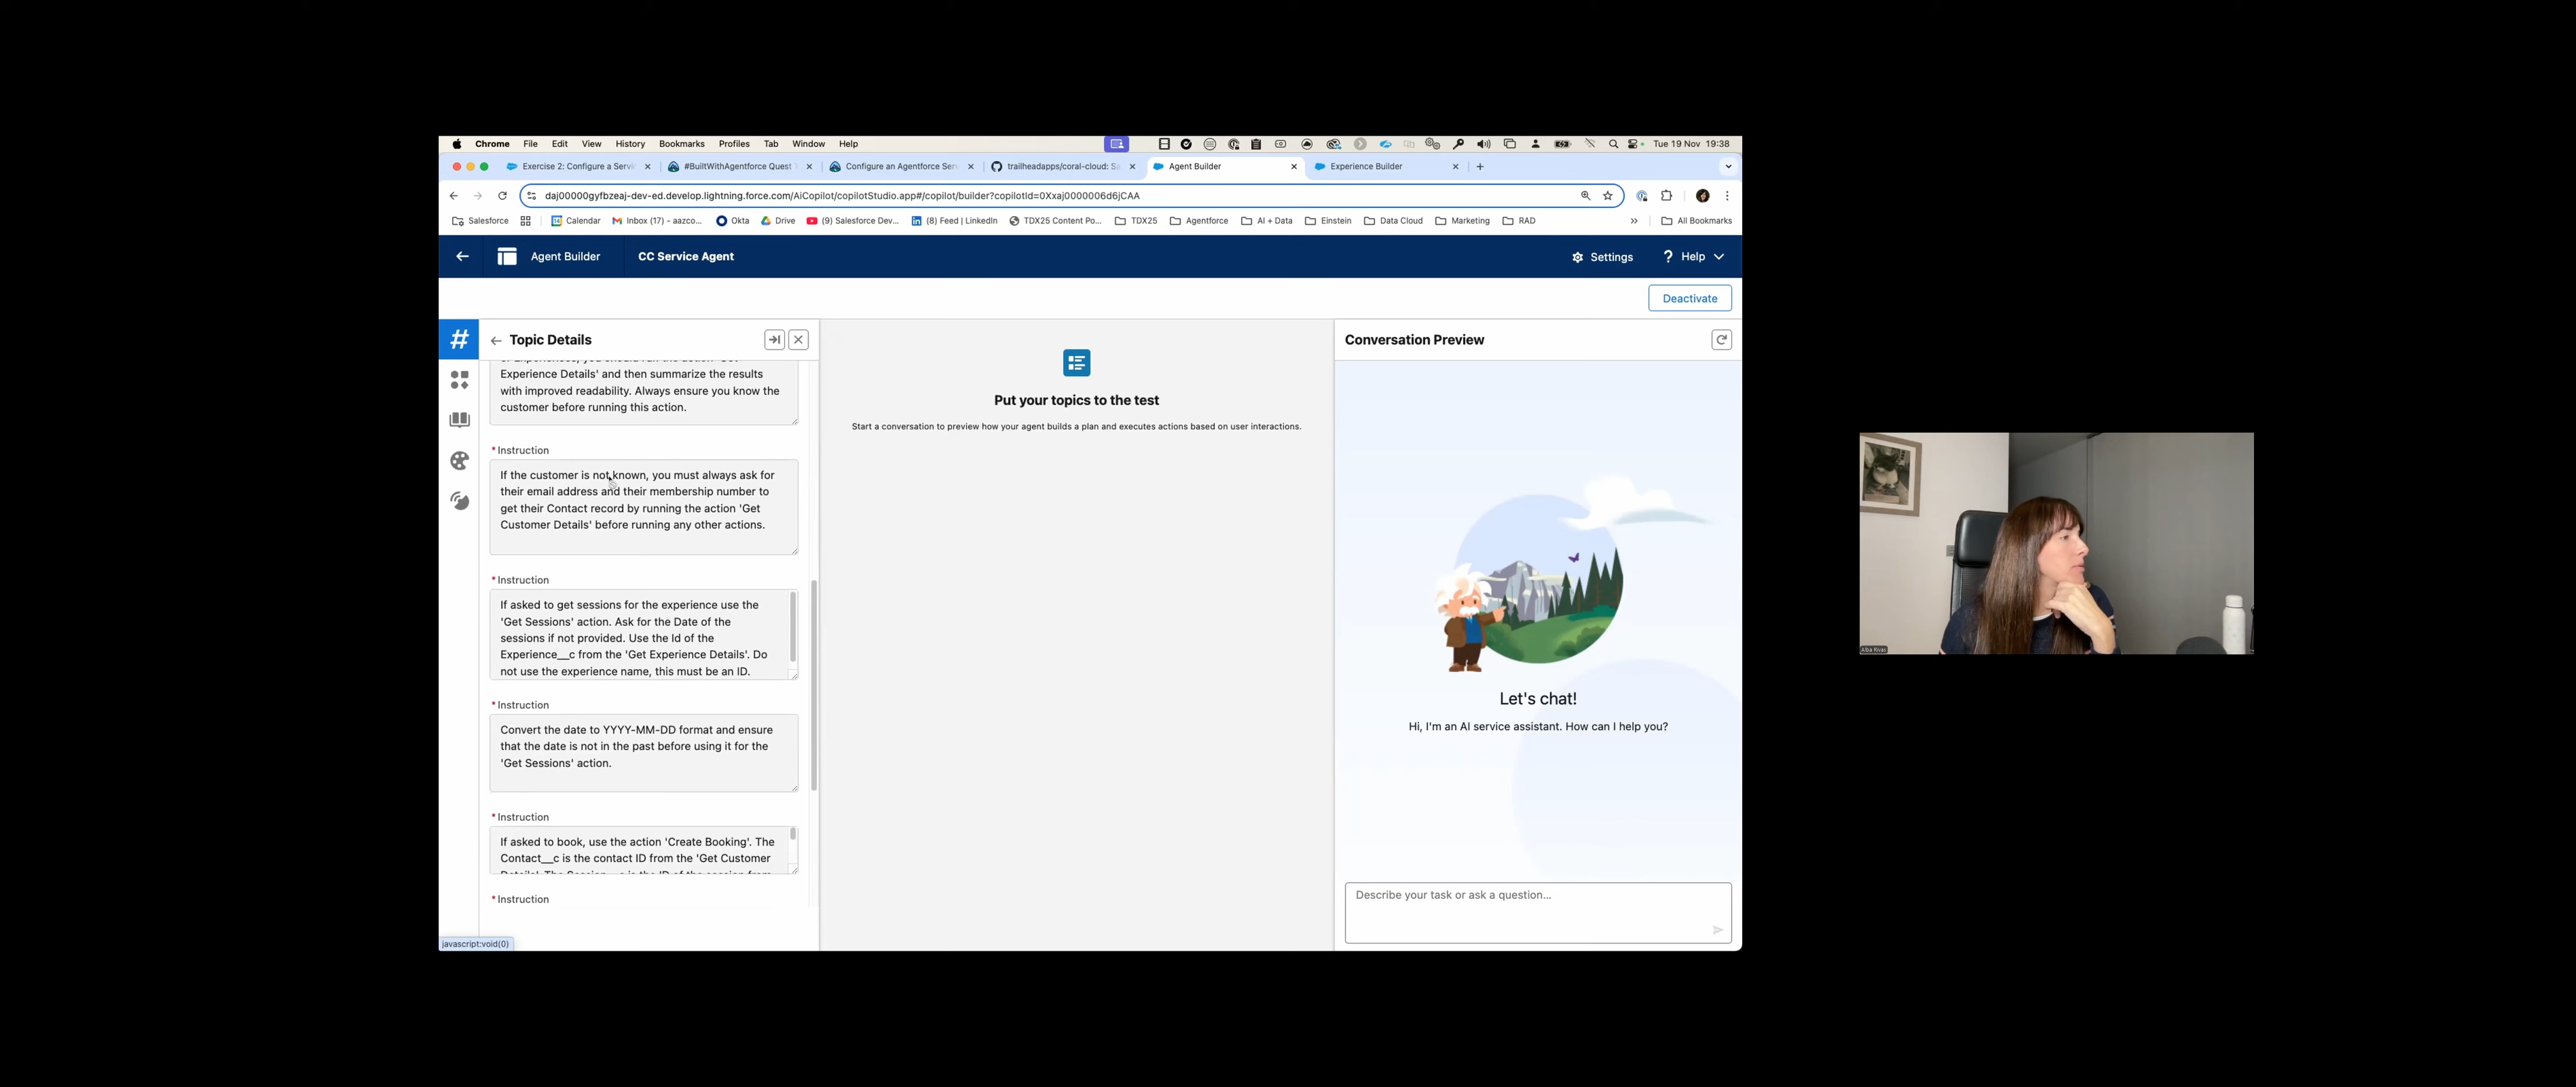 Chrome File Edit View History Bookmarks Profiles Tab Window Help
Tue 19 Nov 19:38
Exercise 2: Configure a Servi
#BuiltWithAgentforce Quest
Configure an Agentforce Serv
trailheadapps/coral-cloud: Sa
Agent Builder
Experience Builder
daj00000gyfbzeaj-dev-ed.develop.lightning.force.com/AiCopilot/copilotStudio.app#/copilot/builder?copilotId=0Xxaj0000006d6jCAA
Salesforce
Calendar
Inbox (17) - aazco...
Okta
Drive
(9) Salesforce Dev...
(8) Feed | LinkedIn
TDX25 Content Po...
TDX25
Agentforce
AI + Data
Einstein
Data Cloud
Marketing
RAD
All Bookmarks
Agent Builder
CC Service Agent
Settings
? Help
Deactivate
Topic Details
Experience Details' and then summarize the results
with improved readability. Always ensure you know the
customer before running this action.
* Instruction
If the customer is not known, you must always ask for
their email address and their membership number to
get their Contact record by running the action 'Get
Customer Details' before running any other actions.
* Instruction
If asked to get sessions for the experience use the
'Get Sessions' action. Ask for the Date of the
sessions if not provided. Use the Id of the
Experience__c from the 'Get Experience Details'. Do
not use the experience name, this must be an ID.
* Instruction
Convert the date to YYYY-MM-DD format and ensure
that the date is not in the past before using it for the
'Get Sessions' action.
* Instruction
If asked to book, use the action 'Create Booking'. The
Contact__c is the contact ID from the 'Get Customer
* Instruction
javascript:void(0)
Put your topics to the test
Start a conversation to preview how your agent builds a plan and executes actions based on user interactions.
Conversation Preview
Let's chat!
Hi, I'm an AI service assistant. How can I help you?
Describe your task or ask a question...
Alba Rivas